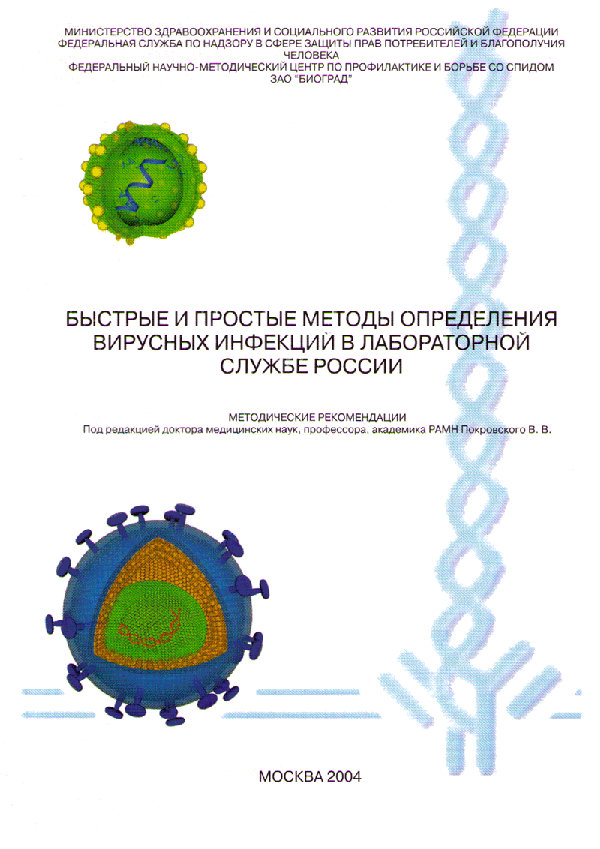 МИНИСТЕРСТВО ЗДРАВООХРАНЕНИЯ И СОЦИАЛЬНОГО РАЗВИТИЯ РОССИЙСКОЙ ФЕДЕРАЦИИ
ФЕДЕРАЛЬНАЯ СЛУЖБА ПО НАДЗОРУ В СФЕРЕ ЗАЩИТЫ ПРАВ ПОТРЕБИТЕЛЕЙ И БЛАГОПОЛУЧИЯ
ЧЕЛОВЕКА
ФЕДЕРАЛЬНЫЙ НАУЧНО-МЕТОДИЧЕСКИЙ ЦЕНТР ПО ПРОФИЛАКТИКЕ И БОРЬБЕ СО СПИДОМ
ЗАО "БИОГРАД"
БЫСТРЫЕ И ПРОСТЫЕ МЕТОДЫ ОПРЕДЕЛЕНИЯ
ВИРУСНЫХ ИНФЕКЦИЙ В ЛАБОРАТОРНОЙ
СЛУЖБЕ РОССИИ
МЕТОДИЧЕСКИЕ РЕКОМЕНДАЦИИ
Под редакцией доктора медицинских наук, профессора, академика РАМН Покровского В. В.
МОСКВА 2004